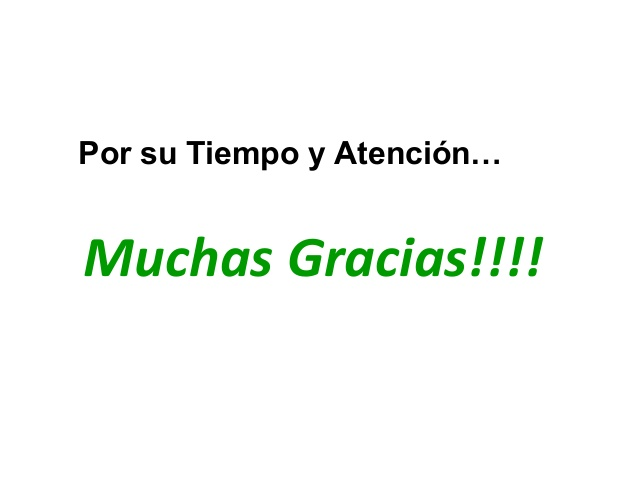 Por su Tiempo y Atención…
Muchas Gracias!!!!